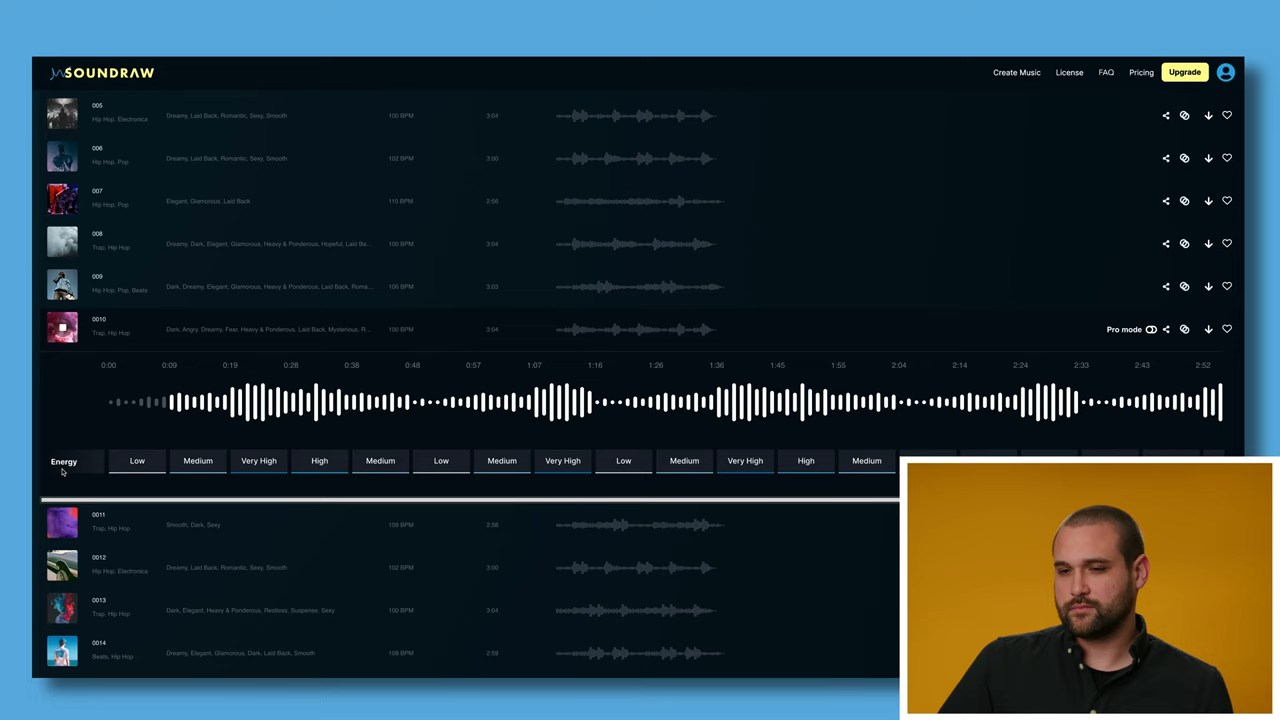 SOUNDRAW
Create Music License FAQ Pricing Upgrade
005
Hip Hop, Electronica Dreamy, Laid Back, Romantic, Sexy, Smooth 100 BPM 3:04
006
Hip Hop, Pop Dreamy, Laid Back, Romantic, Sexy, Smooth 102 BPM 3:00
007
Hip Hop, Pop Elegant, Glamorous, Laid Back 110 BPM 2:56
008
Trap, Hip Hop Dreamy, Dark, Elegant, Glamorous, Heavy & Ponderous, Hopeful, Laid Ba... 100 BPM 3:04
009
Hip Hop, Pop, Beats Dark, Dreamy, Elegant, Glamorous, Heavy & Ponderous, Laid Back, Roma... 106 BPM 3:03
0010
Trap, Hip Hop Dark, Angry, Dreamy, Fear, Heavy & Ponderous, Laid Back, Mysterious, R... 100 BPM 3:04 Pro mode
0:00 0:09 0:19 0:28 0:38 0:48 0:57 1:07 1:16 1:26 1:36 1:45 1:55 2:04 2:14 2:24 2:33 2:43 2:52
Energy Low Medium Very High High Medium Low Medium Very High Low Medium Very High High Medium
0011
Trap, Hip Hop Smooth, Dark, Sexy 109 BPM 2:58
0012
Hip Hop, Electronica Dreamy, Laid Back, Romantic, Sexy, Smooth 102 BPM 3:00
0013
Trap, Hip Hop Dark, Elegant, Heavy & Ponderous, Restless, Suspense, Sexy 100 BPM 3:04
0014
Beats, Hip Hop Dreamy, Elegant, Glamorous, Dark, Laid Back, Smooth 108 BPM 2:59